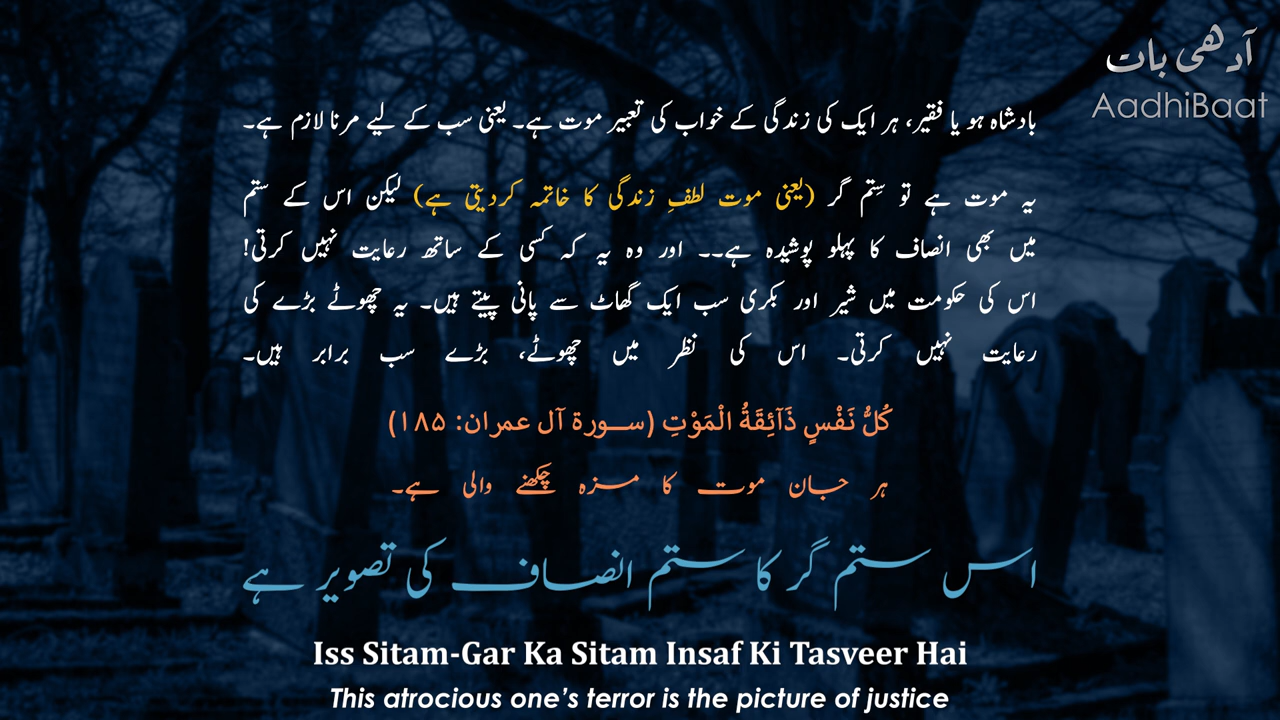 آدھی بات
AadhiBaat
بادشاہ ہو یا فقیر، ہر ایک کی زندگی کے خواب کی تعبیر موت ہے۔ یعنی سب کے لیے مرنا لازم ہے۔
یہ موت ہے تو سِتم گر (یعنی موت لطفِ زندگی کا خاتمہ کردیتی ہے) لیکن اس کے ستم
میں بھی انصاف کا پہلو پوشیدہ ہے۔۔ اور وہ یہ کہ کسی کے ساتھ رعایت نہیں کرتی!
اس کی حکومت میں شیر اور بکری سب ایک گھاٹ سے پانی پیتے ہیں۔ یہ چھوٹے بڑے کی
رعایت نہیں کرتی۔ اس کی نظر میں چھوٹے، بڑے سب برابر ہیں۔
كُلُّ نَفْسٍ ذَآئِقَةُ الْمَوْتِ (سورة آل عمران: ۱۸۵)
ہر جان موت کا مزہ چَکھنے والی ہے۔
اس ستم گر کا ستم انصاف کی تصویر ہے
Iss Sitam-Gar Ka Sitam Insaf Ki Tasveer Hai
This atrocious one's terror is the picture of justice